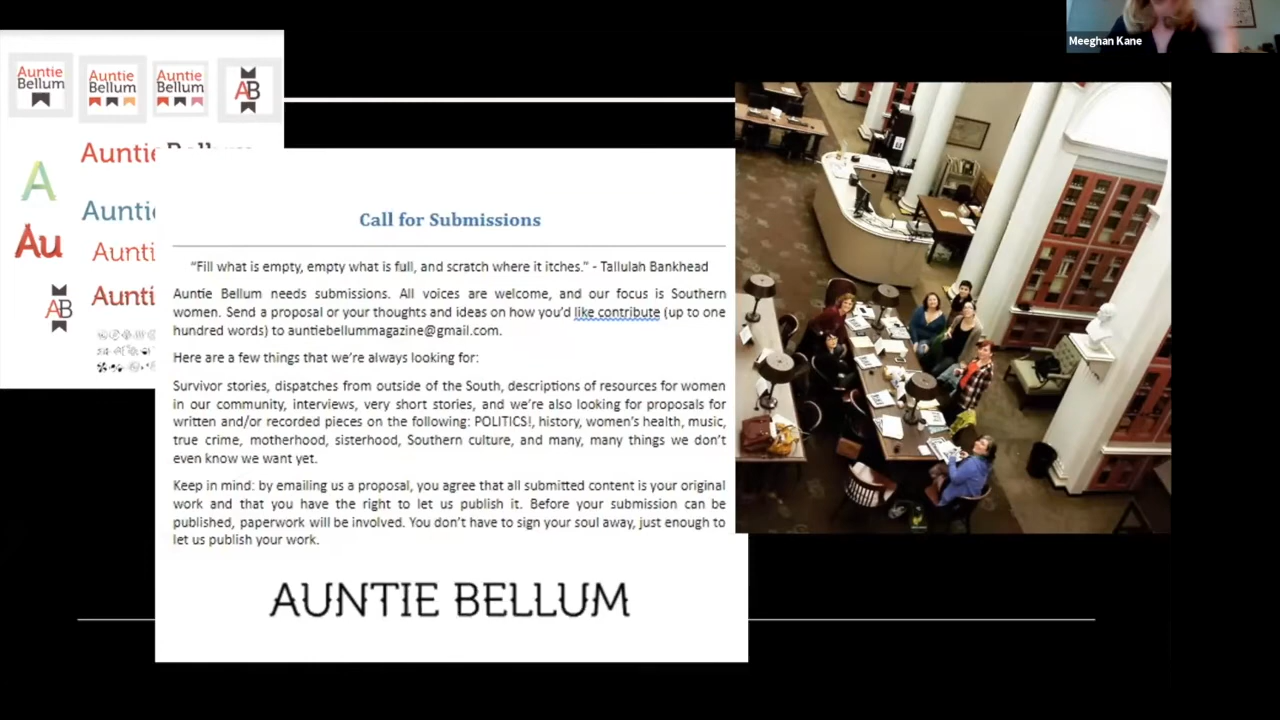 Meeghan Kane
Auntie
Bellum
Auntie
Bellum
Auntie
Bellum
AB
Auntie Bellum
A
Auntie
Au
Auntie
AB
Auntie
Call for Submissions
“Fill what is empty, empty what is full, and scratch where it itches.” - Tallulah Bankhead
Auntie Bellum needs submissions. All voices are welcome, and our focus is Southern
women. Send a proposal or your thoughts and ideas on how you’d like contribute (up to one
hundred words) to auntiebellummagazine@gmail.com.
Here are a few things that we’re always looking for:
Survivor stories, dispatches from outside of the South, descriptions of resources for women
in our community, interviews, very short stories, and we’re also looking for proposals for
written and/or recorded pieces on the following: POLITICS!, history, women’s health, music,
true crime, motherhood, sisterhood, Southern culture, and many, many things we don’t
even know we want yet.
Keep in mind: by emailing us a proposal, you agree that all submitted content is your original
work and that you have the right to let us publish it. Before your submission can be
published, paperwork will be involved. You don’t have to sign your soul away, just enough to
let us publish your work.
AUNTIE BELLUM